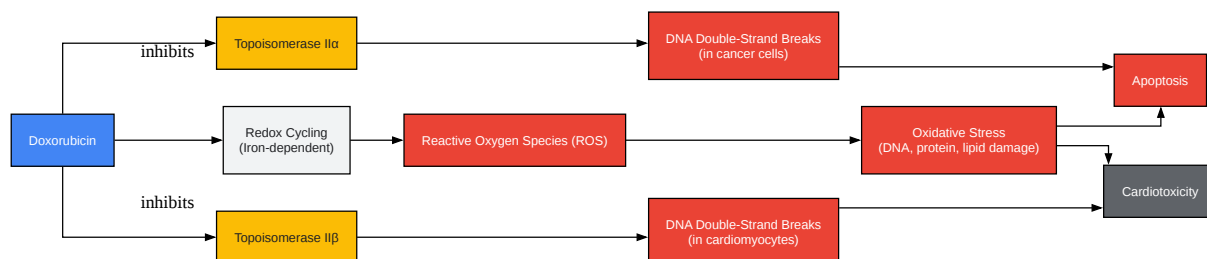 inhibits
Topoisomerase IIα
DNA Double-Strand Breaks
(in cancer cells)
Apoptosis
Doxorubicin
Redox Cycling
(Iron-dependent)
Reactive Oxygen Species (ROS)
Oxidative Stress
(DNA, protein, lipid damage)
Cardiotoxicity
inhibits
Topoisomerase IIβ
DNA Double-Strand Breaks
(in cardiomyocytes)